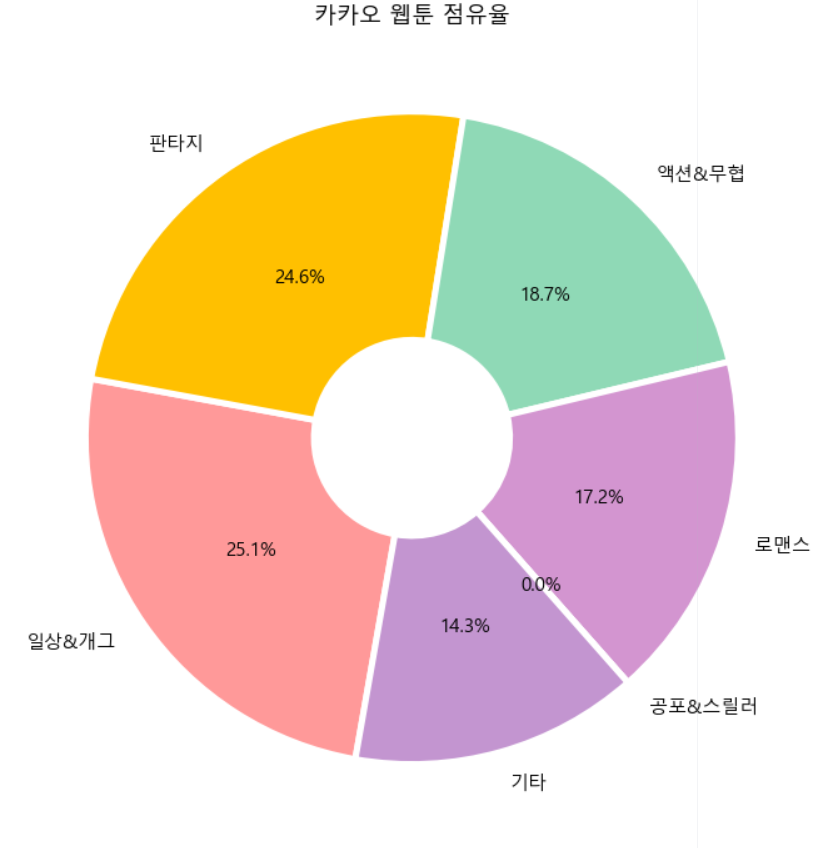 카카오 웹툰 점유율
판타지
24.6%
액션&무협
18.7%
로맨스
17.2%
공포&스릴러
0.0%
기타
14.3%
일상&개그
25.1%